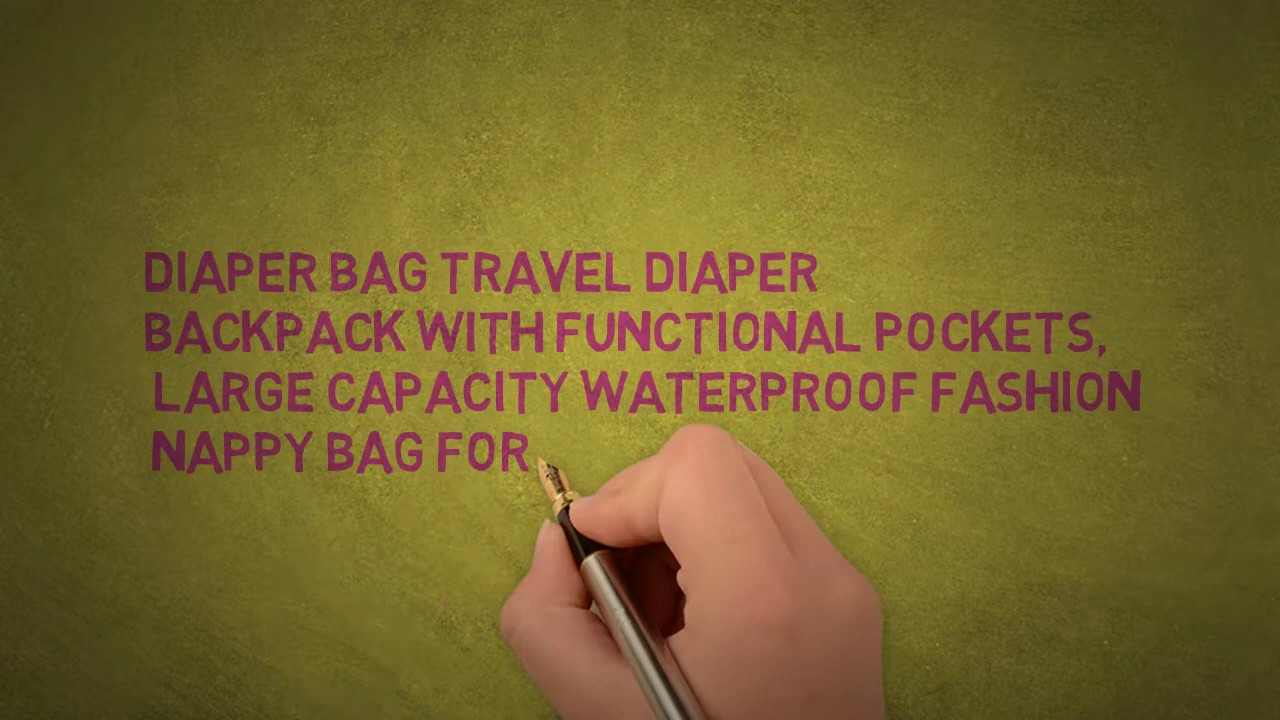 DIAPER BAG TRAVEL DIAPER
BACKPACK WITH FUNCTIONAL POCKETS,
LARGE CAPACITY WATERPROOF FASHION
NAPPY BAG FOR